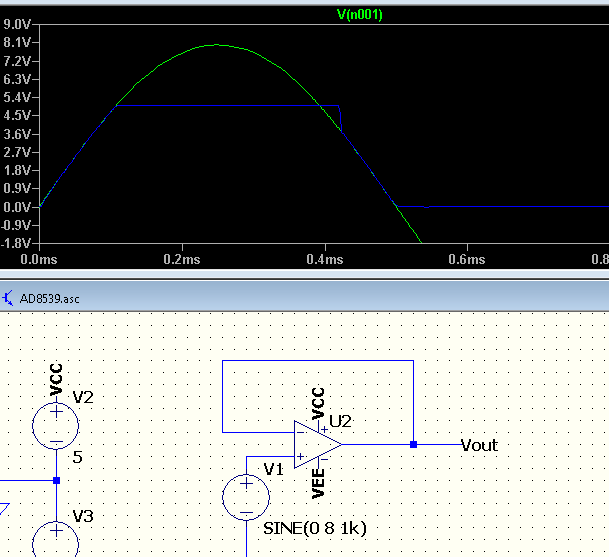 V(n001)
9.0V
8.1V
7.2V
6.3V
5.4V
4.5V
3.6V
2.7V
1.8V
0.9V
0.0V
-0.9V
-1.8V
0.0ms 0.2ms 0.4ms 0.6ms 0.8
AD8539.asc
VCC
V2
5
V3
VCC
U2
VEE
Vout
V1
SINE(0 8 1k)